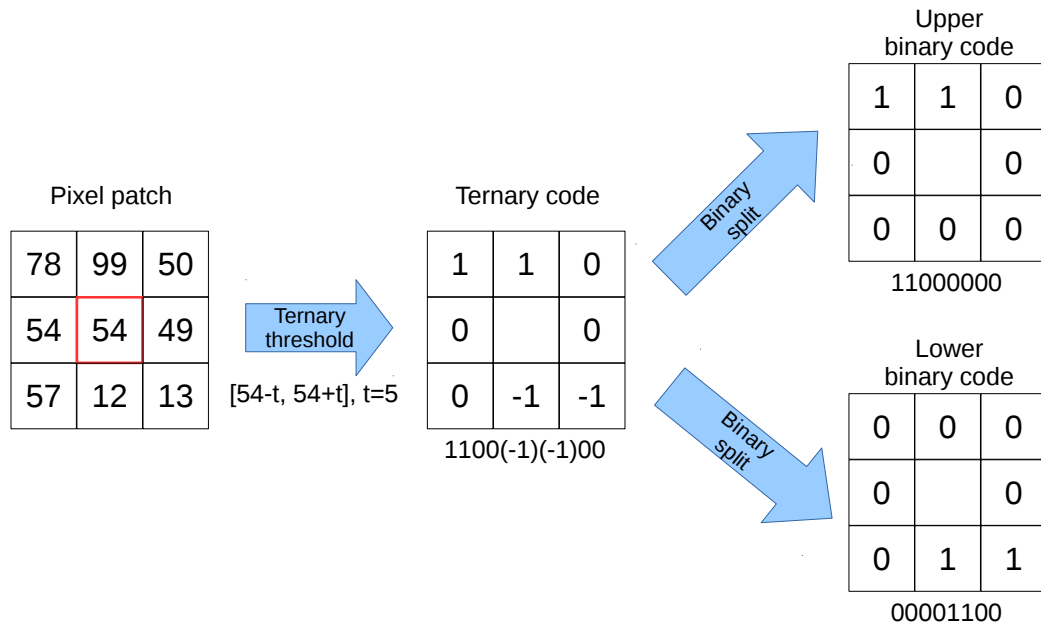 Pixel patch
78 99 50
54 54 49
57 12 13
Ternary
threshold
[54-t, 54+t], t=5
Ternary code
1 1 0
0 0
0 -1 -1
1100(-1)(-1)00
Binary
split
Upper
binary code
1 1 0
0 0
0 0 0
11000000
Binary
split
Lower
binary code
0 0 0
0 0
0 1 1
00001100